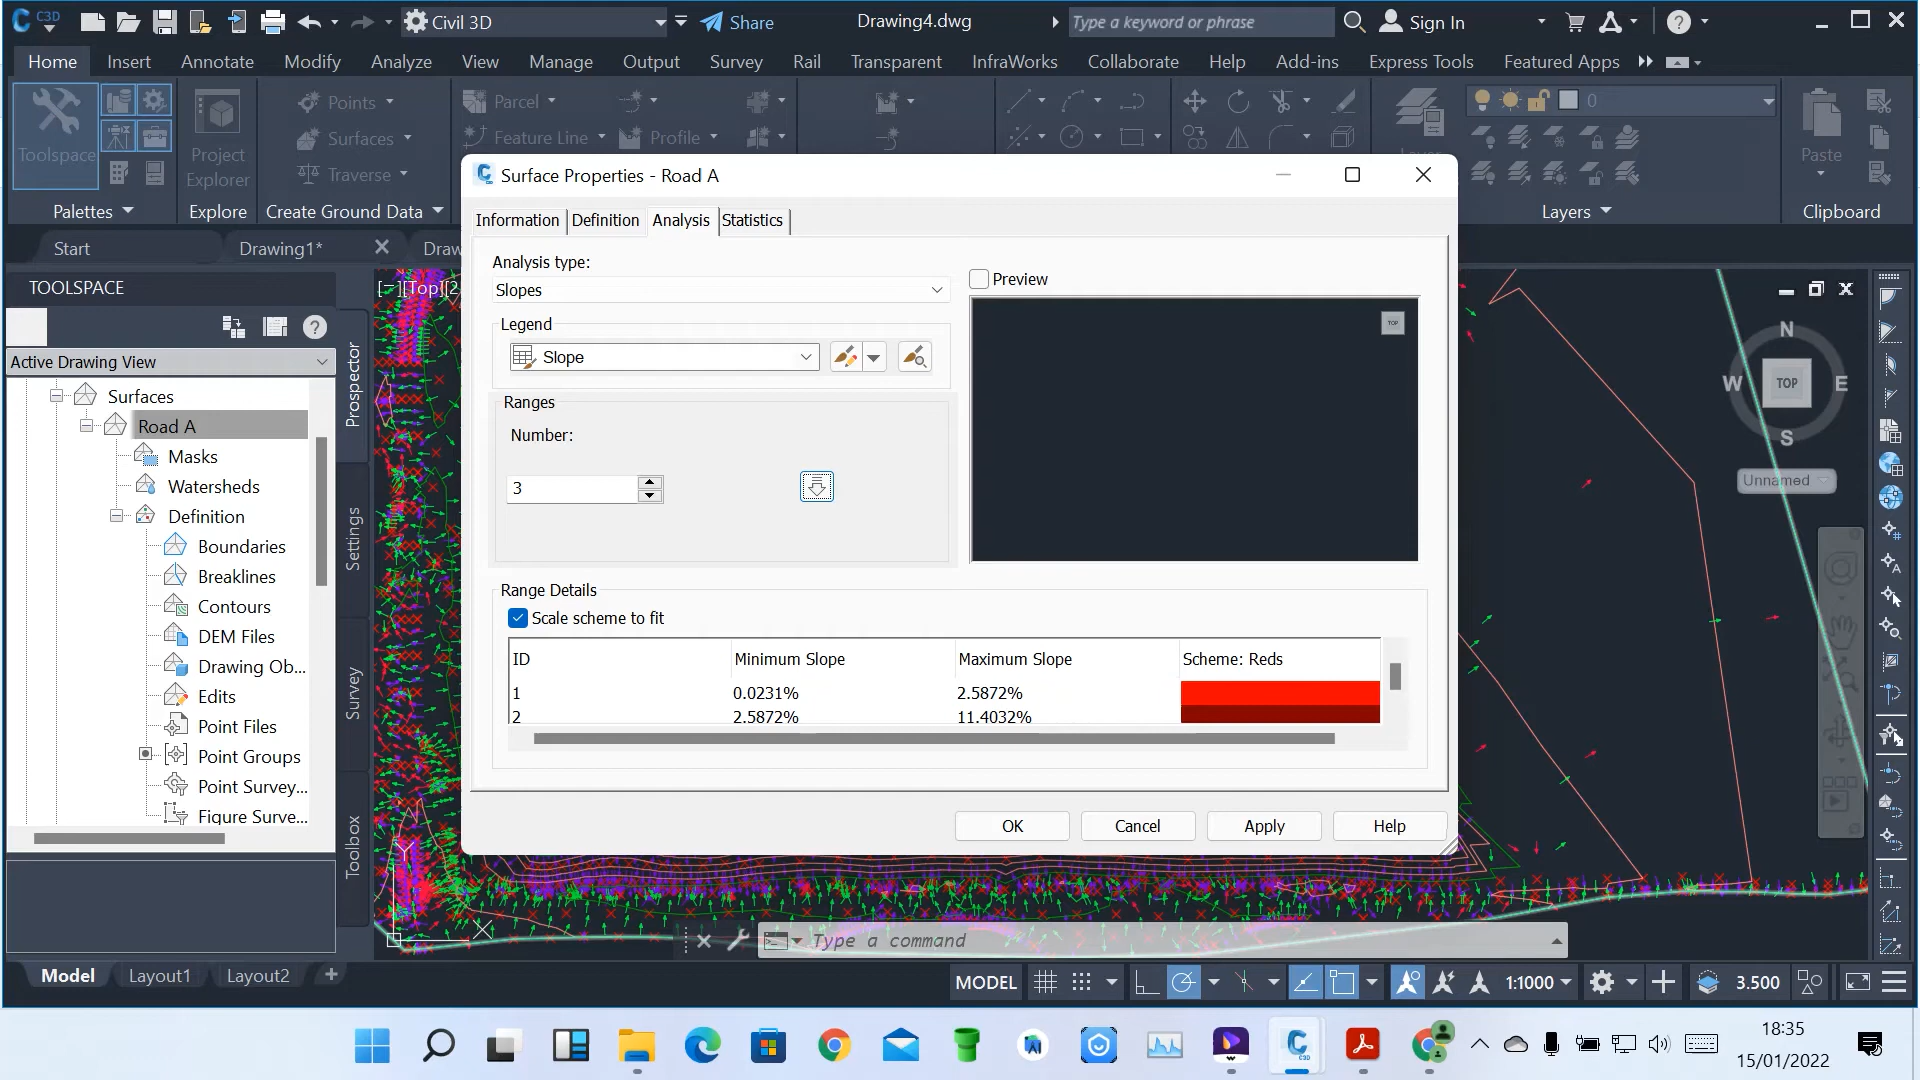 C3D
Civil 3D
Share
Drawing4.dwg
Type a keyword or phrase
Sign In
Home
Insert
Annotate
Modify
Analyze
View
Manage
Output
Survey
Rail
Transparent
InfraWorks
Collaborate
Help
Add-ins
Express Tools
Featured Apps
Toolspace
Project
Explorer
Points
Surfaces
Traverse
Parcel
Feature Line
Profile
0
Paste
Palettes
Explore
Create Ground Data
Layers
Clipboard
Start
Drawing1*
Draw
TOOLSPACE
Active Drawing View
Surfaces
Road A
Masks
Watersheds
Definition
Boundaries
Breaklines
Contours
DEM Files
Drawing Ob...
Edits
Point Files
Point Groups
Point Survey...
Figure Surve...
Prospector
Settings
Survey
Toolbox
[−][Top][2
Surface Properties - Road A
Information
Definition
Analysis
Statistics
Analysis type:
Slopes
Preview
Legend
Slope
TOP
Ranges
Number:
3
Range Details
Scale scheme to fit
ID Minimum Slope Maximum Slope Scheme: Reds
1 0.0231% 2.5872%
2 2.5872% 11.4032%
OK
Cancel
Apply
Help
N
W TOP E
S
Unnamed
Y
X
Type a command
Model
Layout1
Layout2
MODEL
1:1000
3.500
18:35
15/01/2022